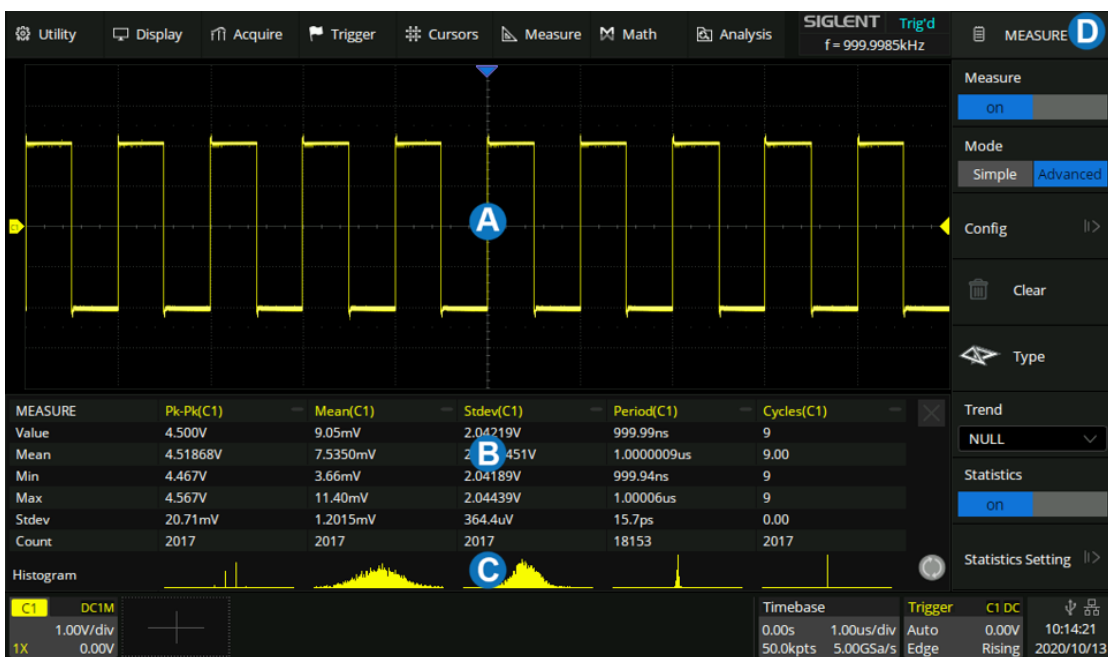 Utility Display Acquire Trigger Cursors Measure Math Analysis SIGLENT Trig'd
f = 999.9985kHz
MEASURE D
Measure
on
Mode
Simple Advanced
Config
Clear
Type
Trend
NULL
Statistics
on
Statistics Setting
A
MEASURE Pk-Pk(C1) Mean(C1) Stdev(C1) Period(C1) Cycles(C1)
Value 4.500V 9.05mV 2.04219V 999.99ns 9
Mean 4.51868V 7.5350mV 2 B 451V 1.0000009us 9.00
Min 4.467V 3.66mV 2.04189V 999.94ns 9
Max 4.567V 11.40mV 2.04439V 1.00006us 9
Stdev 20.71mV 1.2015mV 364.4uV 15.7ps 0.00
Count 2017 2017 2017 18153 2017
Histogram C
C1 DC1M
1.00V/div
1X 0.00V
Timebase
0.00s 1.00us/div
50.0kpts 5.00GSa/s
Trigger C1 DC
Auto 0.00V
Edge Rising
10:14:21
2020/10/13